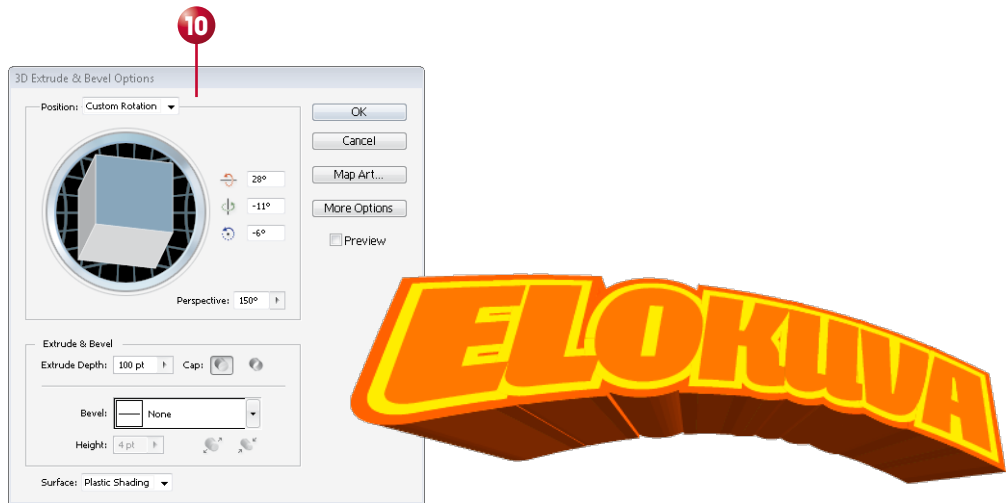 10
3D Extrude & Bevel Options
Position: Custom Rotation
28°
-11°
-6°
Perspective: 150°
OK
Cancel
Map Art...
More Options
Preview
Extrude & Bevel
Extrude Depth: 100 pt Cap:
Bevel: None
Height: 4 pt
Surface: Plastic Shading
ELOKUVA